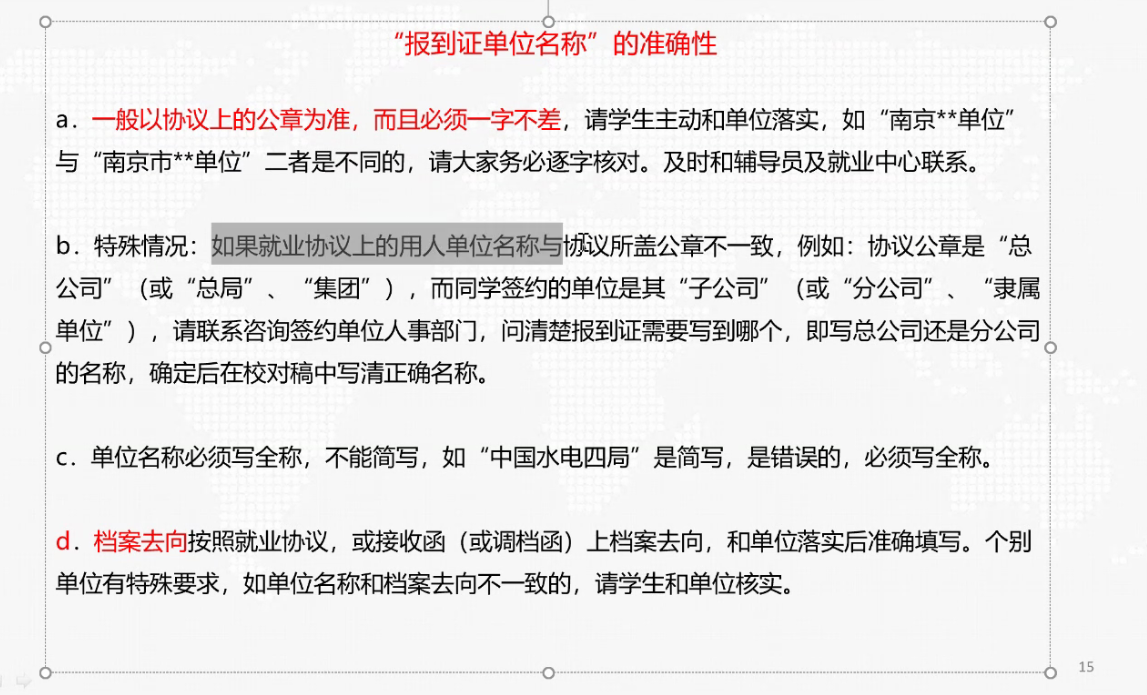 “报到证单位名称”的准确性
a. 一般以协议上的公章为准，而且必须一字不差，请学生主动和单位落实，如“南京**单位”
与“南京市**单位”二者是不同的，请大家务必逐字核对。及时和辅导员及就业中心联系。
b. 特殊情况：如果就业协议上的用人单位名称与协议所盖公章不一致，例如：协议公章是“总
公司”（或“总局”、“集团”），而同学签约的单位是其“子公司”（或“分公司”、“隶属
单位”），请联系咨询签约单位人事部门，问清楚报到证需要写到哪个，即写总公司还是分公司
的名称，确定后在校对稿中写清正确名称。
c. 单位名称必须写全称，不能简写，如“中国水电四局”是简写，是错误的，必须写全称。
d. 档案去向按照就业协议，或接收函（或调档函）上档案去向，和单位落实后准确填写。个别
单位有特殊要求，如单位名称和档案去向不一致的，请学生和单位核实。
15